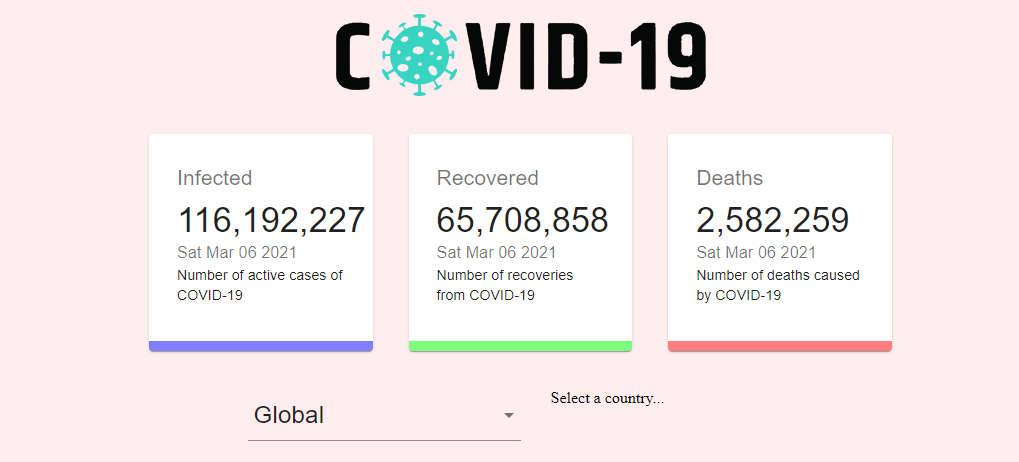 COVID-19
Infected
116,192,227
Sat Mar 06 2021
Number of active cases of
COVID-19
Recovered
65,708,858
Sat Mar 06 2021
Number of recoveries
from COVID-19
Deaths
2,582,259
Sat Mar 06 2021
Number of deaths caused
by COVID-19
Global
Select a country...